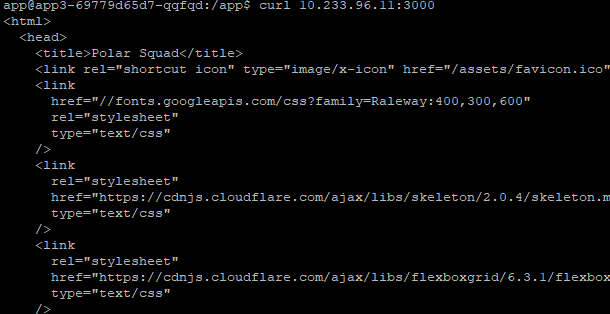 app@app3-69779d65d7-qqfqd:/app$ curl 10.233.96.11:3000
<html>
  <head>
    <title>Polar Squad</title>
    <link rel="shortcut icon" type="image/x-icon" href="/assets/favicon.ico"
    <link
      href="//fonts.googleapis.com/css?family=Raleway:400,300,600"
      rel="stylesheet"
      type="text/css"
    />
    <link
      rel="stylesheet"
      href="https://cdnjs.cloudflare.com/ajax/libs/skeleton/2.0.4/skeleton.m
      type="text/css"
    />
    <link
      rel="stylesheet"
      href="https://cdnjs.cloudflare.com/ajax/libs/flexboxgrid/6.3.1/flexbox
      type="text/css"
    />